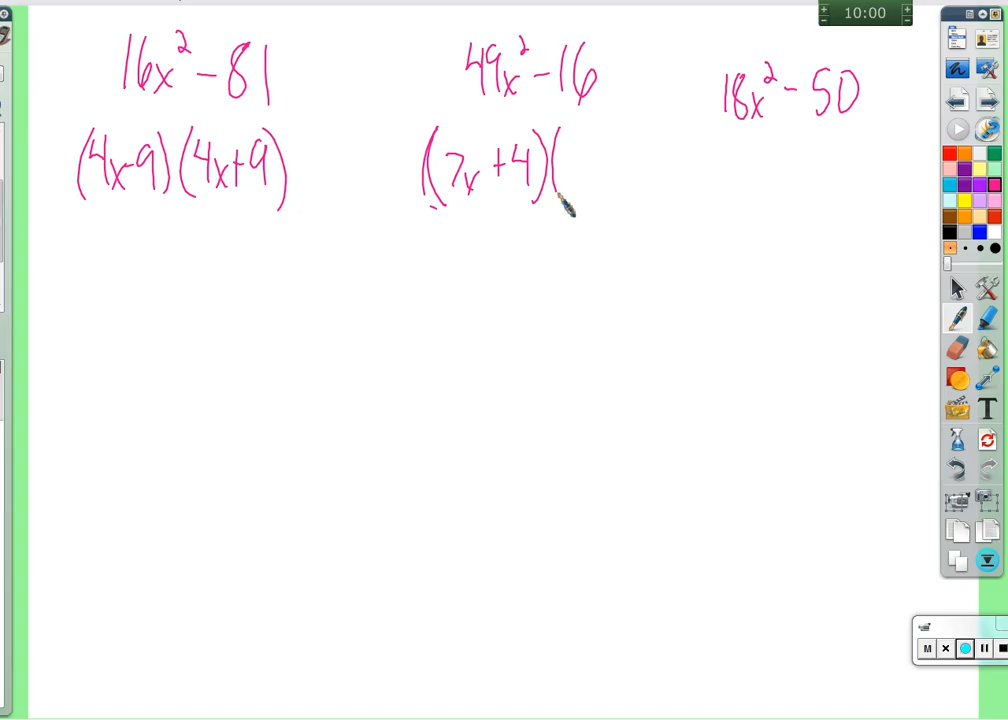 10:00
16x² - 81
49x² - 16
18x² - 50
(4x-9)(4x+9)
(7x+4)(
T
M